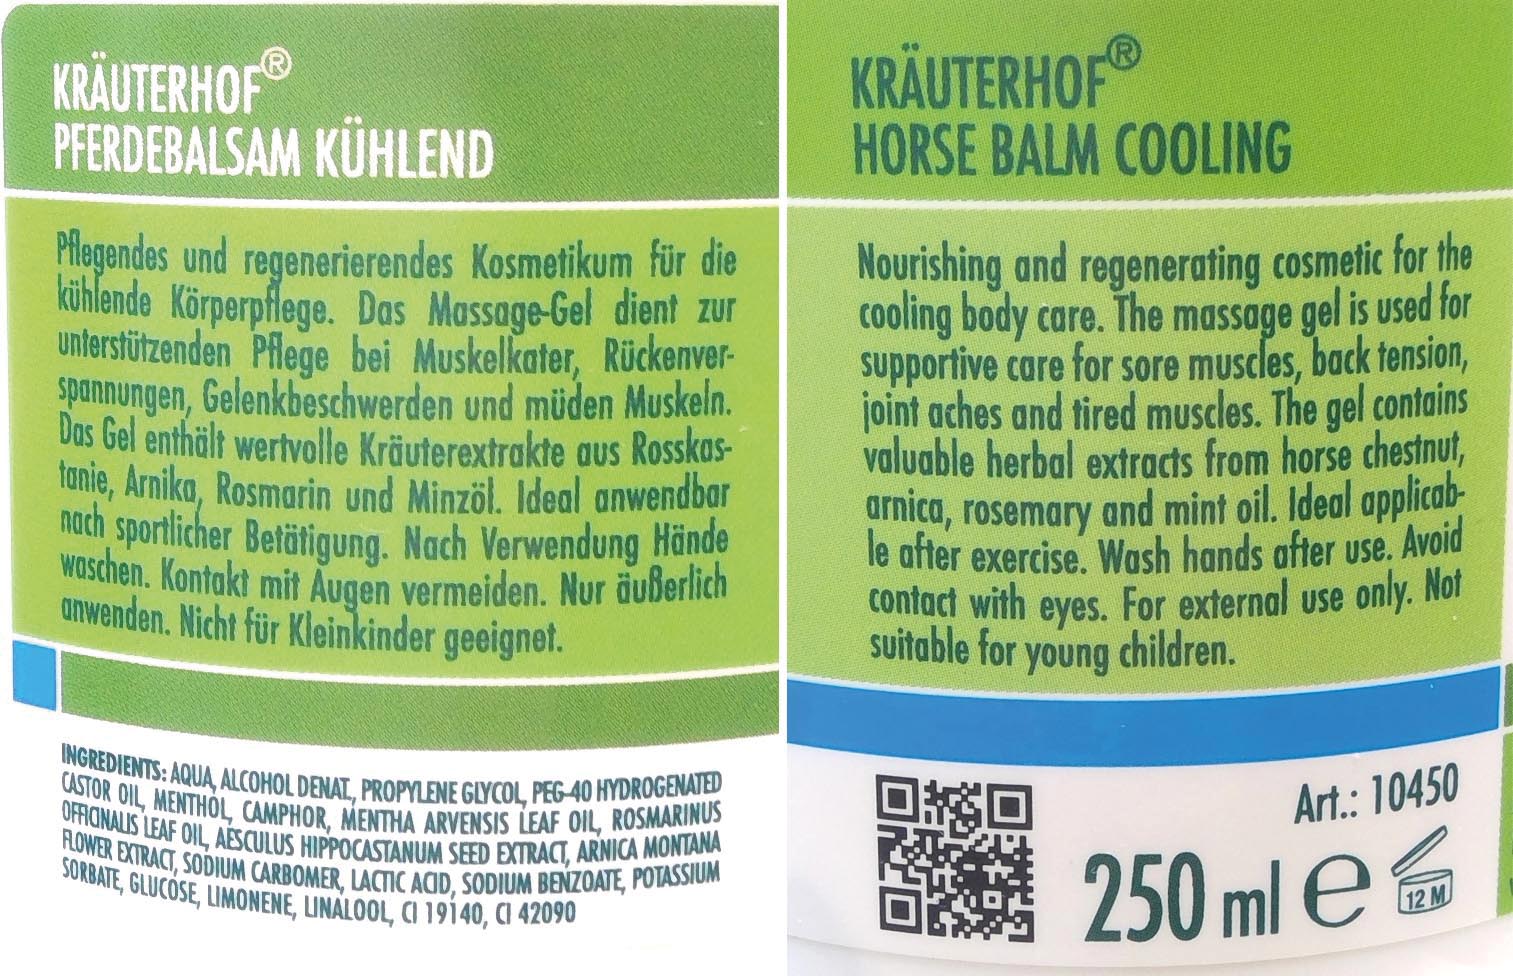 KRÄUTERHOF®
PFERDEBALSAM KÜHLEND
Pflegendes und regenerierendes Kosmetikum für die
kühlende Körperpflege. Das Massage-Gel dient zur
unterstützenden Pflege bei Muskelkater, Rückenver-
spannungen, Gelenkbeschwerden und müden Muskeln.
Das Gel enthält wertvolle Kräuterextrakte aus Rosskas-
tanie, Arnika, Rosmarin und Minzöl. Ideal anwendbar
nach sportlicher Betätigung. Nach Verwendung Hände
waschen. Kontakt mit Augen vermeiden. Nur äußerlich
anwenden. Nicht für Kleinkinder geeignet.
INGREDIENTS: AQUA, ALCOHOL DENAT., PROPYLENE GLYCOL, PEG-40 HYDROGENATED
CASTOR OIL, MENTHOL, CAMPHOR, MENTHA ARVENSIS LEAF OIL, ROSMARINUS
OFFICINALIS LEAF OIL, AESCULUS HIPPOCASTANUM SEED EXTRACT, ARNICA MONTANA
FLOWER EXTRACT, SODIUM CARBOMER, LACTIC ACID, SODIUM BENZOATE, POTASSIUM
SORBATE, GLUCOSE, LIMONENE, LINALOOL, CI 19140, CI 42090
KRÄUTERHOF®
HORSE BALM COOLING
Nourishing and regenerating cosmetic for the
cooling body care. The massage gel is used for
supportive care for sore muscles, back tension,
joint aches and tired muscles. The gel contains
valuable herbal extracts from horse chestnut,
arnica, rosemary and mint oil. Ideal applicab-
le after exercise. Wash hands after use. Avoid
contact with eyes. For external use only. Not
suitable for young children.
Art.: 10450
250 ml ℮ 12 M